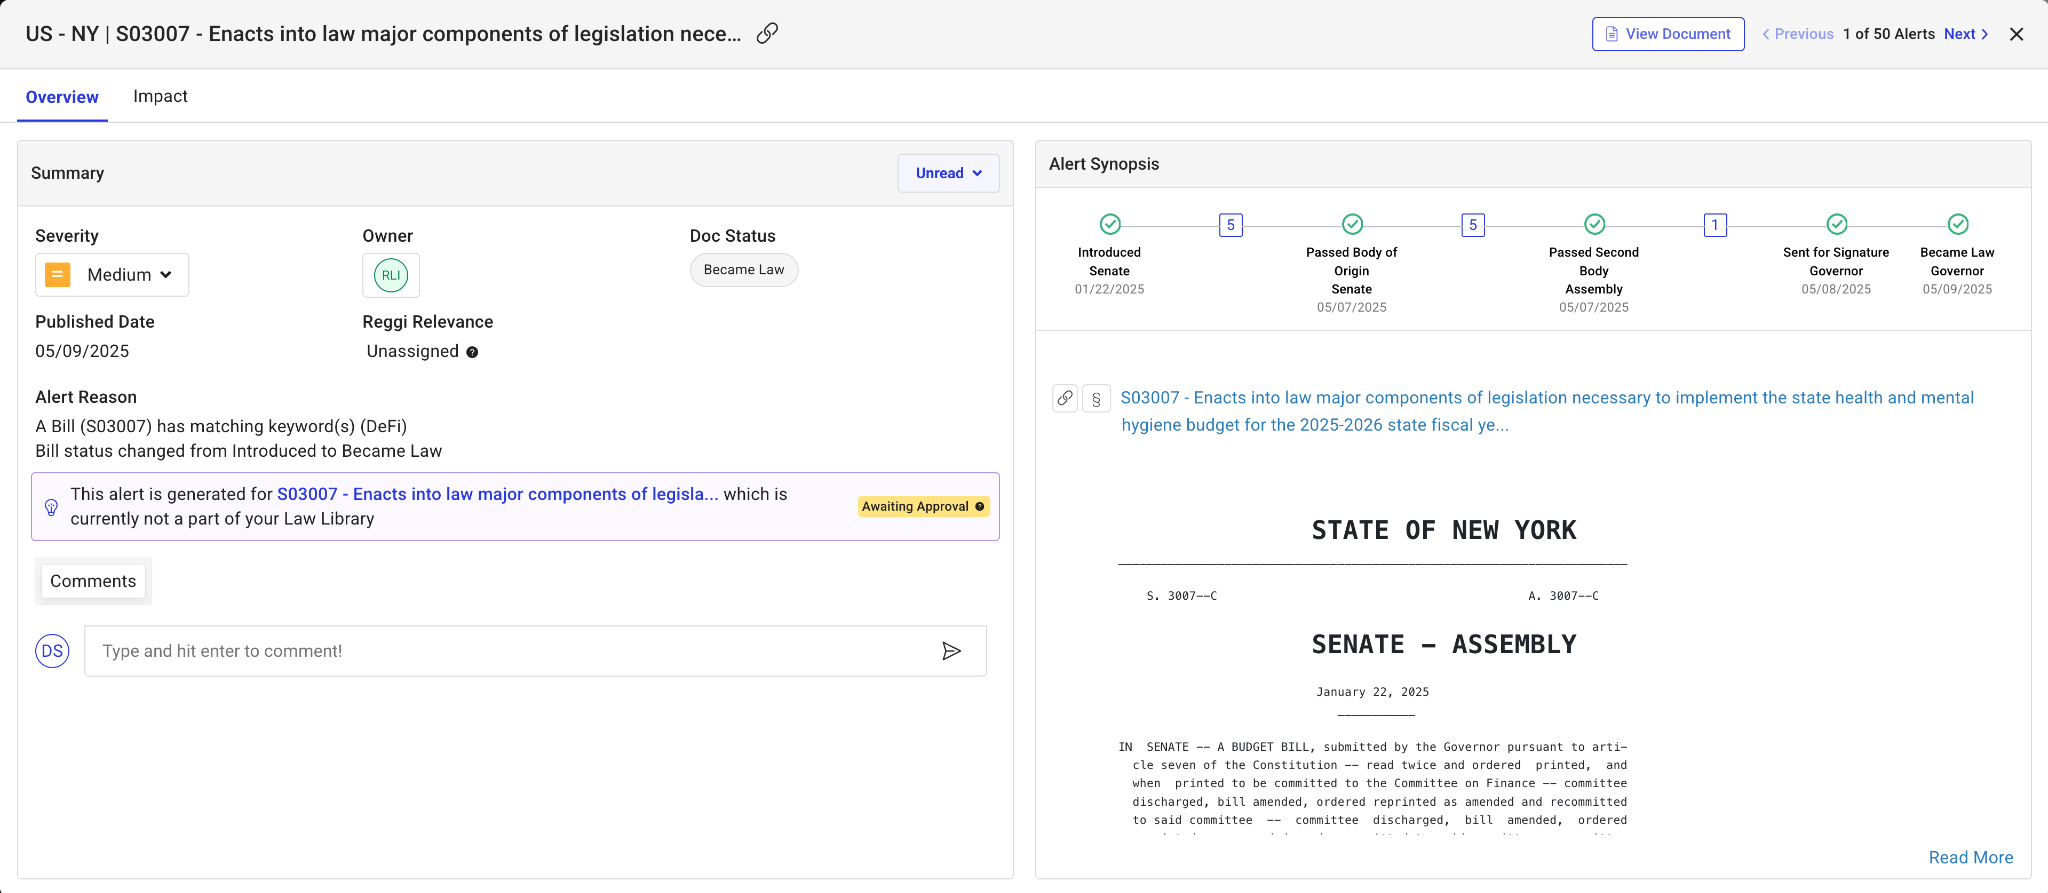 US - NY | S03007 - Enacts into law major components of legislation nece...
View Document
Previous
1 of 50 Alerts
Next
Overview
Impact
Summary
Unread
Severity
Owner
Doc Status
Medium
RLI
Became Law
Published Date
Reggi Relevance
05/09/2025
Unassigned ?
Alert Reason
A Bill (S03007) has matching keyword(s) (DeFi)
Bill status changed from Introduced to Became Law
This alert is generated for S03007 - Enacts into law major components of legisla... which is
currently not a part of your Law Library
Awaiting Approval ?
Comments
DS
Type and hit enter to comment!
Alert Synopsis
5
5
1
Introduced
Senate
01/22/2025
Passed Body of
Origin
Senate
05/07/2025
Passed Second
Body
Assembly
05/07/2025
Sent for Signature
Governor
05/08/2025
Became Law
Governor
05/09/2025
§
S03007 - Enacts into law major components of legislation necessary to implement the state health and mental
hygiene budget for the 2025-2026 state fiscal ye...
STATE OF NEW YORK
S. 3007--C
A. 3007--C
SENATE - ASSEMBLY
January 22, 2025
IN SENATE -- A BUDGET BILL, submitted by the Governor pursuant to arti-
cle seven of the Constitution -- read twice and ordered printed, and
when printed to be committed to the Committee on Finance -- committee
discharged, bill amended, ordered reprinted as amended and recommitted
to said committee -- committee discharged, bill amended, ordered
Read More